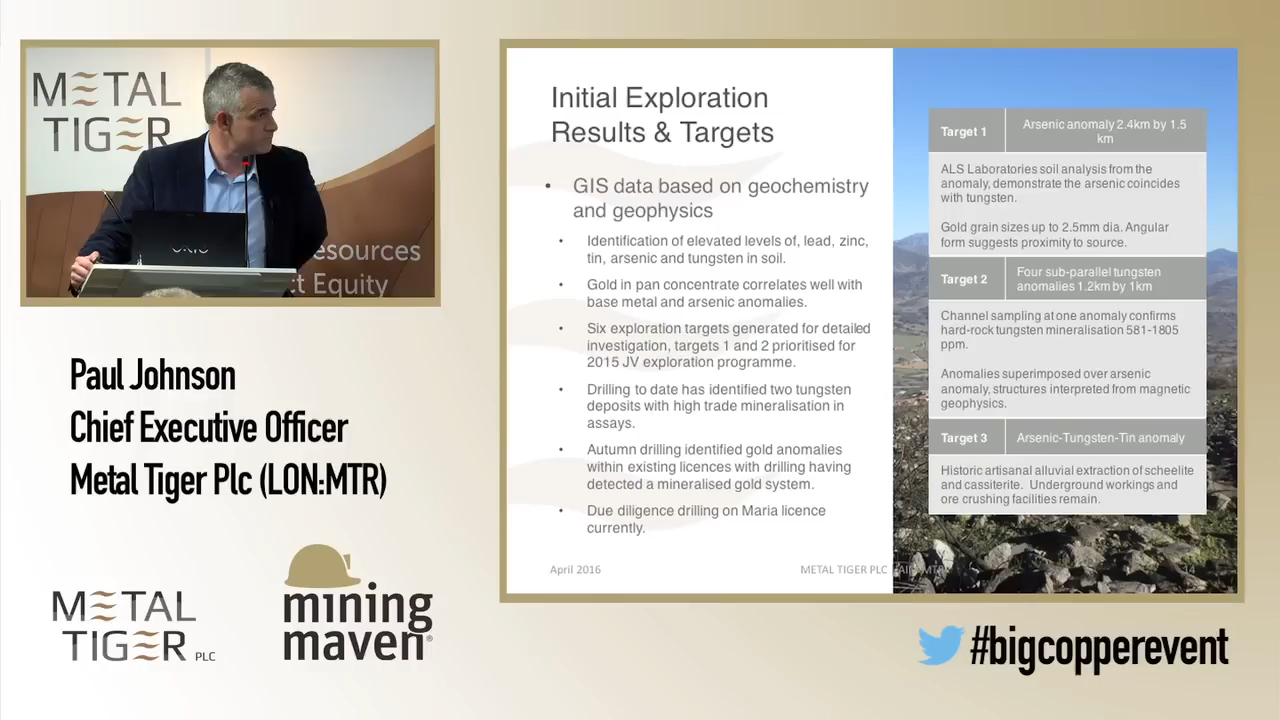 METAL
TIGER
esources
t Equity
Paul Johnson
Chief Executive Officer
Metal Tiger Plc (LON:MTR)
METAL
TIGER PLC
mining
maven®
Initial Exploration
Results & Targets
• GIS data based on geochemistry
and geophysics
• Identification of elevated levels of, lead, zinc,
tin, arsenic and tungsten in soil.
• Gold in pan concentrate correlates well with
base metal and arsenic anomalies.
• Six exploration targets generated for detailed
investigation, targets 1 and 2 prioritised for
2015 JV exploration programme.
• Drilling to date has identified two tungsten
deposits with high trade mineralisation in
assays.
• Autumn drilling identified gold anomalies
within existing licences with drilling having
detected a mineralised gold system.
• Due diligence drilling on Maria licence
currently.
Target 1
Arsenic anomaly 2.4km by 1.5
km
ALS Laboratories soil analysis from the
anomaly, demonstrate the arsenic coincides
with tungsten.
Gold grain sizes up to 2.5mm dia. Angular
form suggests proximity to source.
Target 2
Four sub-parallel tungsten
anomalies 1.2km by 1km
Channel sampling at one anomaly confirms
hard-rock tungsten mineralisation 581-1805
ppm.
Anomalies superimposed over arsenic
anomaly, structures interpreted from magnetic
geophysics.
Target 3
Arsenic-Tungsten-Tin anomaly
Historic artisanal alluvial extraction of scheelite
and cassiterite. Underground workings and
ore crushing facilities remain.
April 2016
METAL TIGER PLC
14
#bigcopperevent